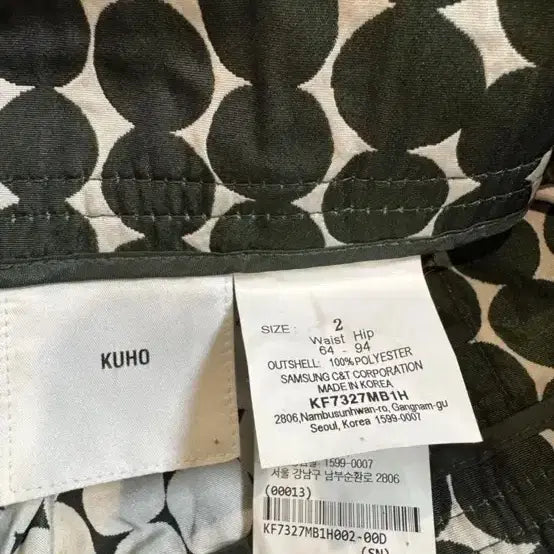 KUHO
SIZE : 2
Waist Hip
64 - 94
OUTSHELL: 100%POLYESTER
SAMSUNG C&T CORPORATION
MADE IN KOREA
KF7327MB1H
2806,Nambusunhwan-ro, Gangnam-gu
Seoul, Korea 1599-0007
1599-0007
서울 강남구 남부순환로 2806
(00013)
KF7327MB1H002-00D
(SN)